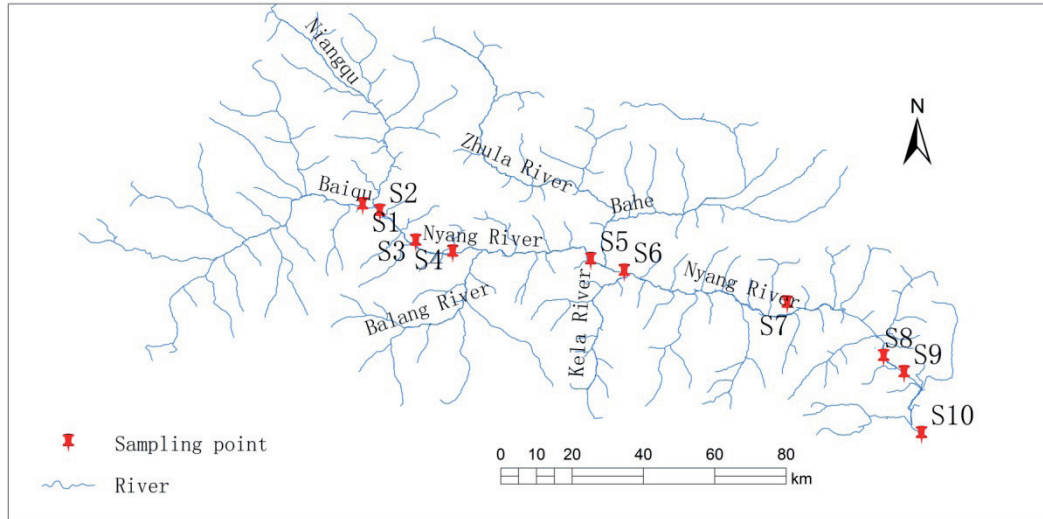 Niangqu
N
Zhula River
Baiqu
S2
Bahe
S1
Nyang River
S3
S4
S5
S6
Nyang River
Balang River
Kela River
S7
S8
S9
S10
Sampling point
River
0 10 20 40 60 80
km